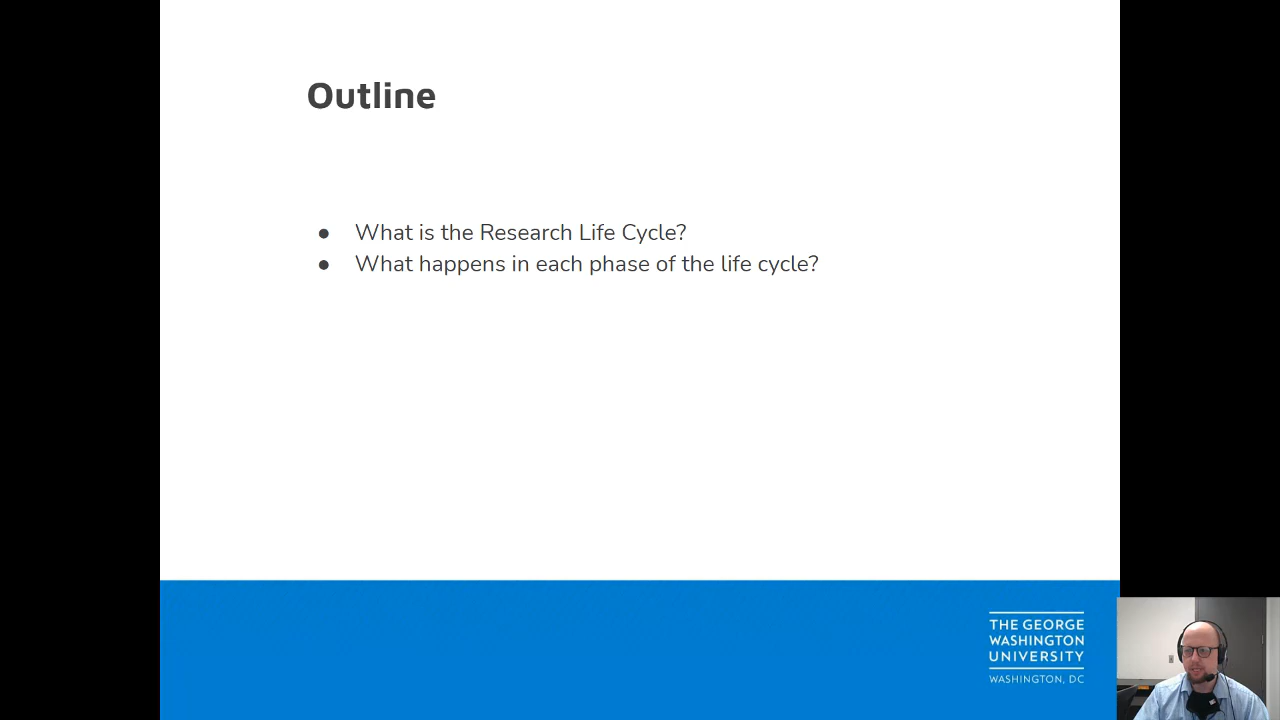 Outline
● What is the Research Life Cycle?
● What happens in each phase of the life cycle?
THE GEORGE
WASHINGTON
UNIVERSITY
WASHINGTON, DC